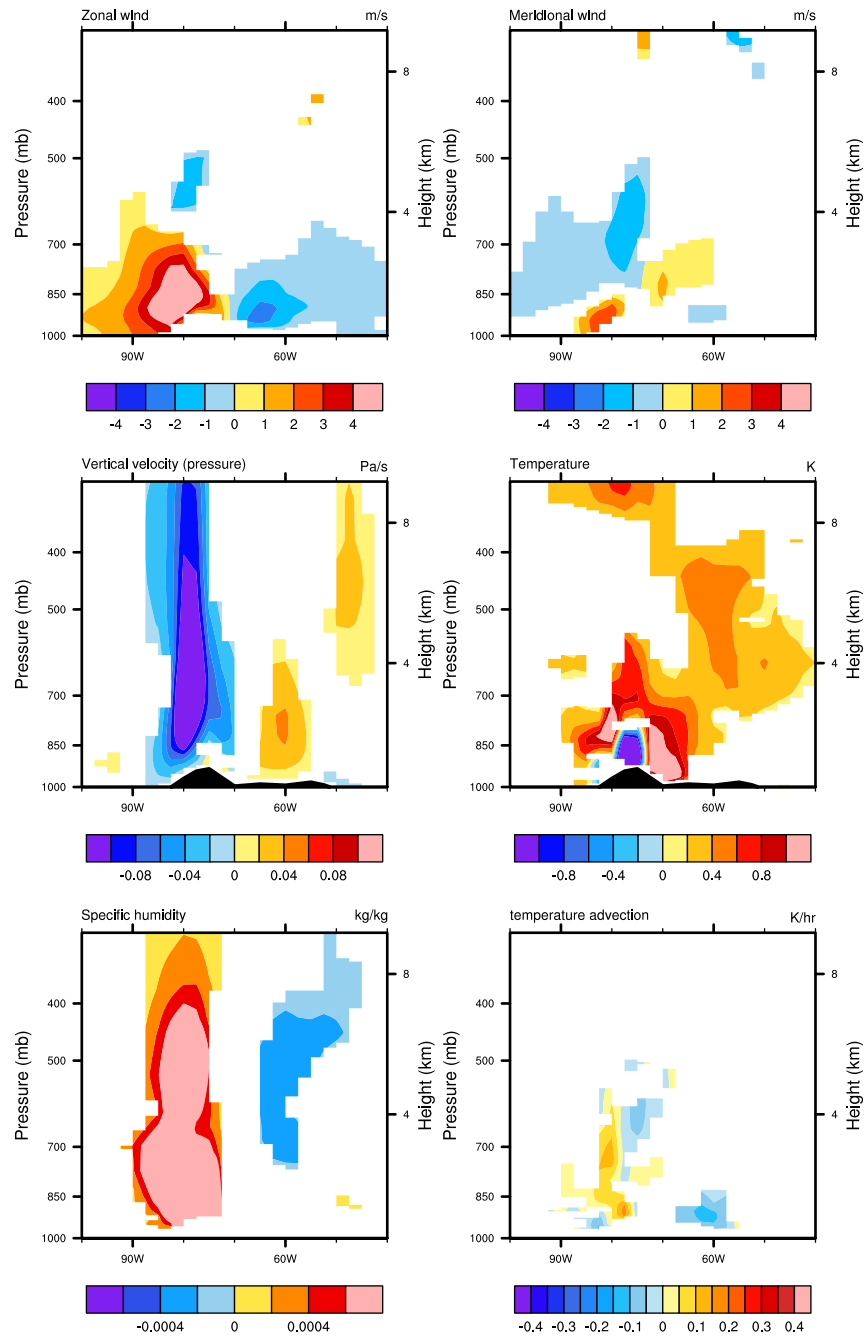 Zonal wind m/s
Pressure (mb)
400
500
700
850
1000
8
4
Height (km)
90W 60W
-4 -3 -2 -1 0 1 2 3 4
Meridional wind m/s
Pressure (mb)
400
500
700
850
1000
8
4
Height (km)
90W 60W
-4 -3 -2 -1 0 1 2 3 4
Vertical velocity (pressure) Pa/s
Pressure (mb)
400
500
700
850
1000
8
4
Height (km)
90W 60W
-0.08 -0.04 0 0.04 0.08
Temperature K
Pressure (mb)
400
500
700
850
1000
8
4
Height (km)
90W 60W
-0.8 -0.4 0 0.4 0.8
Specific humidity kg/kg
Pressure (mb)
400
500
700
850
1000
8
4
Height (km)
90W 60W
-0.0004 0 0.0004
temperature advection K/hr
Pressure (mb)
400
500
700
850
1000
8
4
Height (km)
90W 60W
-0.4 -0.3 -0.2 -0.1 0 0.1 0.2 0.3 0.4